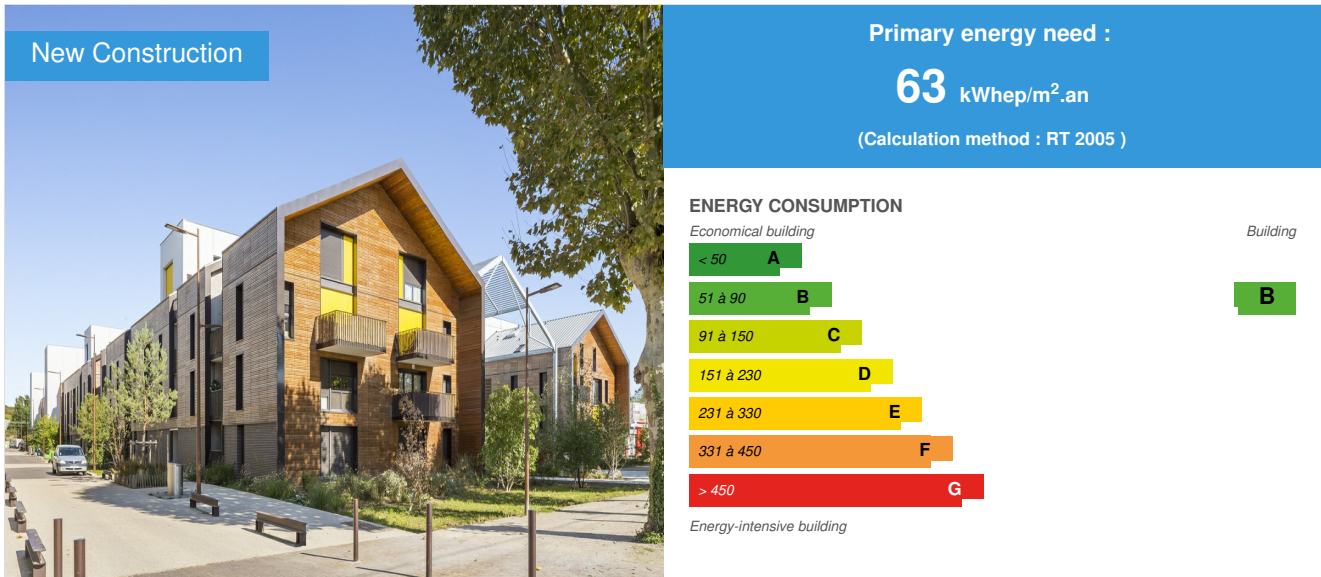 New Construction
Primary energy need :
63 kWhep/m².an
(Calculation method : RT 2005 )
ENERGY CONSUMPTION
Economical building Building
< 50 A
51 à 90 B B
91 à 150 C
151 à 230 D
231 à 330 E
331 à 450 F
> 450 G
Energy-intensive building